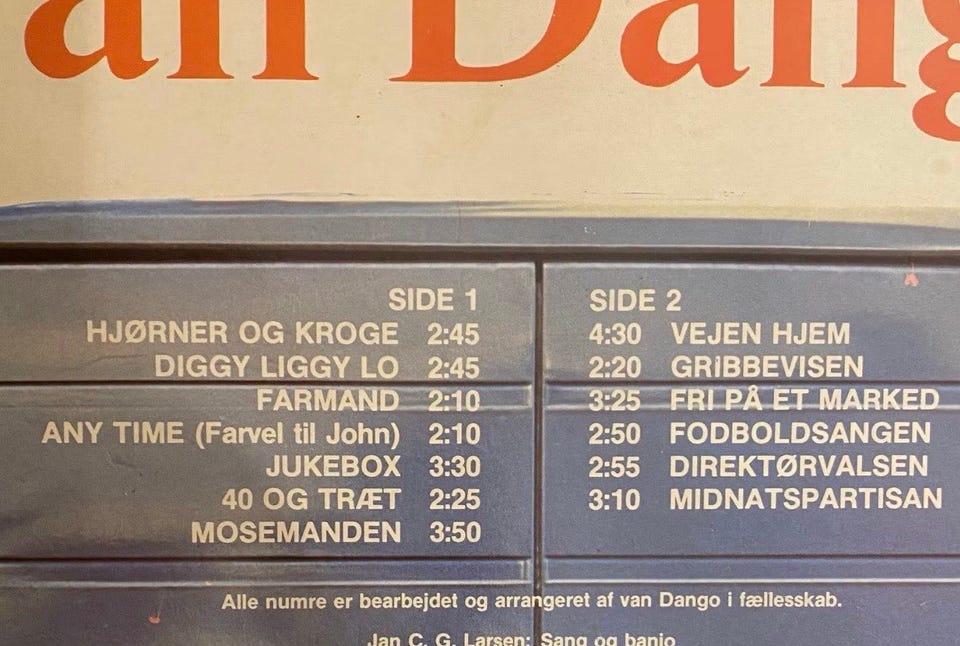 an Dang
SIDE 1
HJØRNER OG KROGE 2:45
DIGGY LIGGY LO 2:45
FARMAND 2:10
ANY TIME (Farvel til John) 2:10
JUKEBOX 3:30
40 OG TRÆT 2:25
MOSEMANDEN 3:50
SIDE 2
4:30 VEJEN HJEM
2:20 GRIBBEVISEN
3:25 FRI PÅ ET MARKED
2:50 FODBOLDSANGEN
2:55 DIREKTØRVALSEN
3:10 MIDNATSPARTISAN
Alle numre er bearbejdet og arrangeret af van Dango i fællesskab.
Jan C. G. Larsen: Sang og banjo